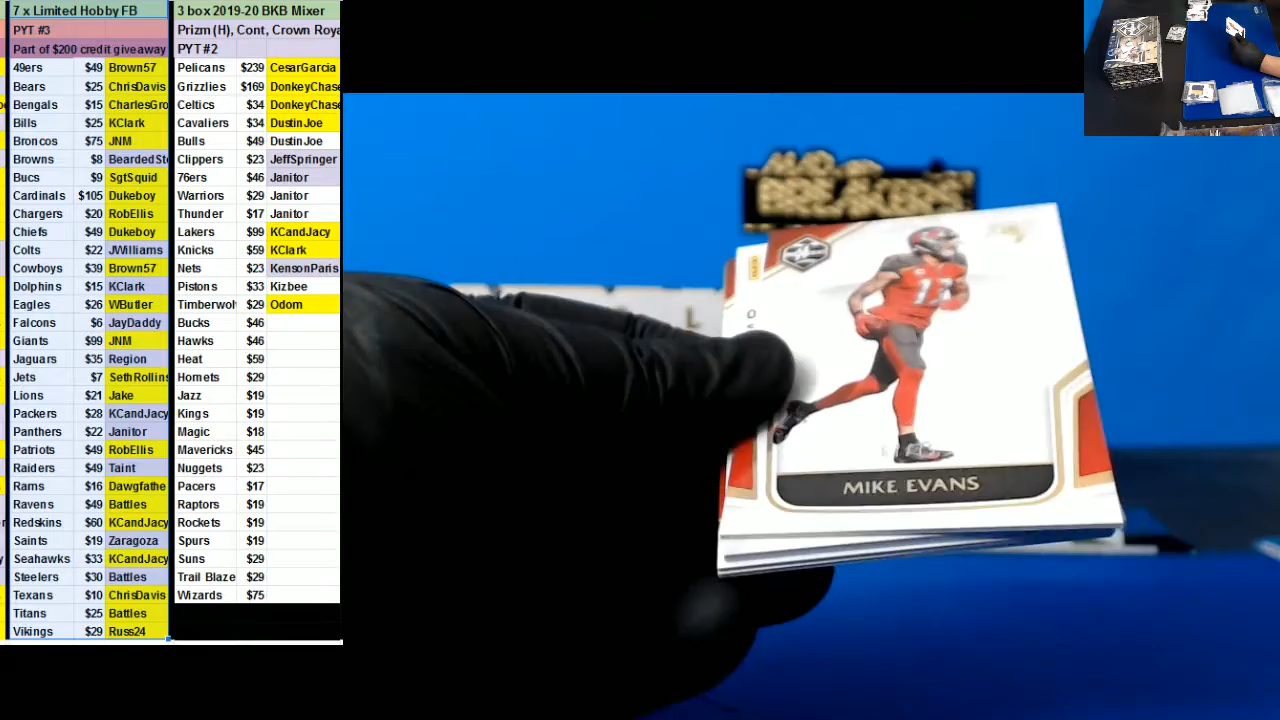 7 x Limited Hobby FB
PYT #3
Part of $200 credit giveaway
49ers $49 Brown57
Bears $25 ChrisDavis
Bengals $15 CharlesGro
Bills $25 KClark
Broncos $75 JNM
Browns $8 BeardedSt
Bucs $9 SgtSquid
Cardinals $105 Dukeboy
Chargers $20 RobEllis
Chiefs $49 Dukeboy
Colts $22 JWilliams
Cowboys $39 Brown57
Dolphins $15 KClark
Eagles $26 WButler
Falcons $6 JayDaddy
Giants $99 JNM
Jaguars $35 Region
Jets $7 SethRollins
Lions $21 Jake
Packers $28 KCandJacy
Panthers $22 Janitor
Patriots $49 RobEllis
Raiders $49 Taint
Rams $16 Dawgfathe
Ravens $49 Battles
Redskins $60 KCandJacy
Saints $19 Zaragoza
Seahawks $33 KCandJacy
Steelers $30 Battles
Texans $10 ChrisDavis
Titans $25 Battles
Vikings $29 Russ24
3 box 2019-20 BKB Mixer
Prizm (H), Cont, Crown Roya
PYT #2
Pelicans $239 CesarGarcia
Grizzlies $169 DonkeyChase
Celtics $34 DonkeyChase
Cavaliers $34 DustinJoe
Bulls $49 DustinJoe
Clippers $23 JeffSpringer
76ers $46 Janitor
Warriors $29 Janitor
Thunder $17 Janitor
Lakers $99 KCandJacy
Knicks $59 KClark
Nets $23 KensonParis
Pistons $33 Kizbee
Timberwol $29 Odom
Bucks $46
Hawks $46
Heat $59
Hornets $29
Jazz $19
Kings $19
Magic $18
Mavericks $45
Nuggets $23
Pacers $17
Raptors $19
Rockets $19
Spurs $19
Suns $29
Trail Blaze $29
Wizards $75
BREAKERS
13
MIKE EVANS